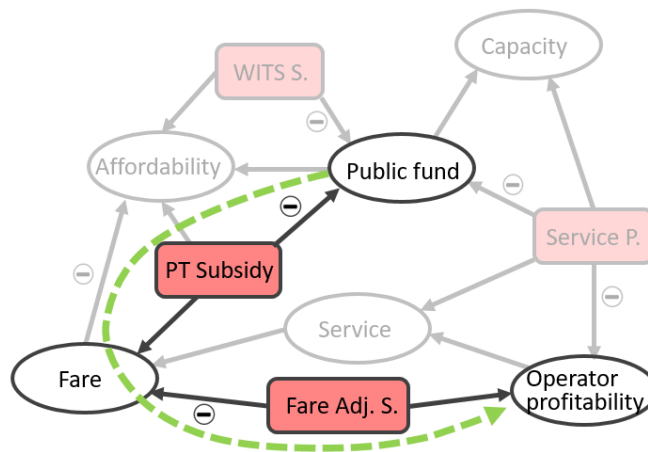 Capacity
WITS S.
Affordability
Public fund
PT Subsidy
Service P.
Service
Fare
Fare Adj. S.
Operator
profitability